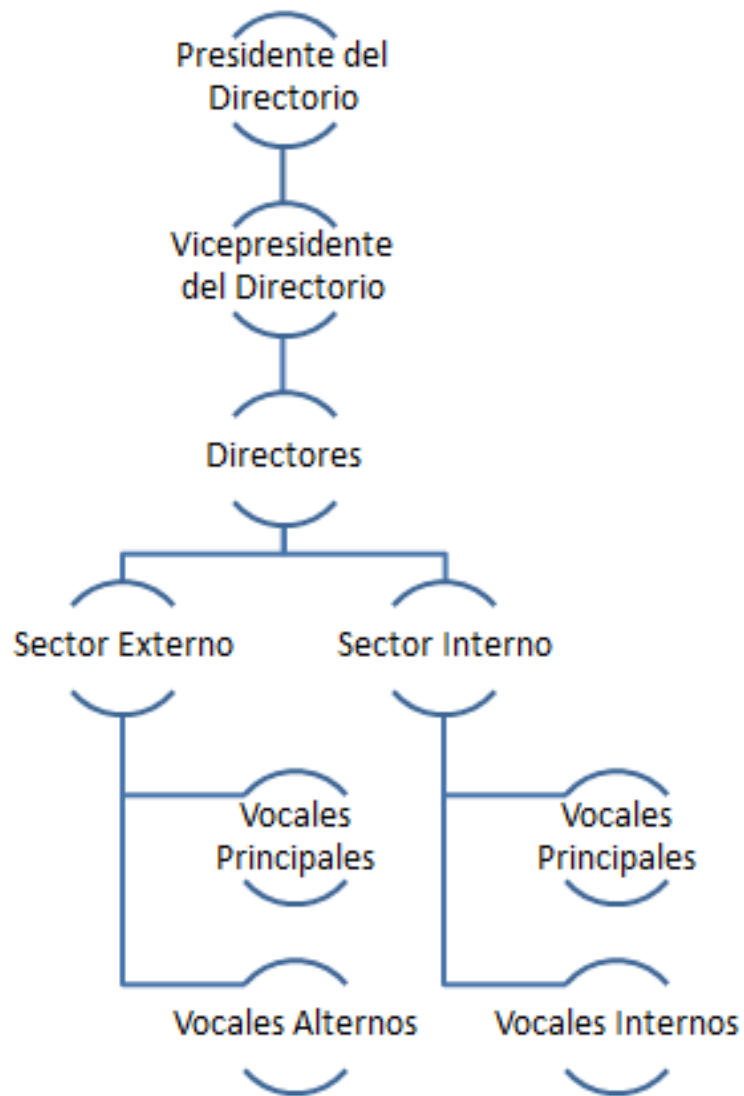 Presidente del
Directorio
Vicepresidente
del Directorio
Directores
Sector Externo
Sector Interno
Vocales
Principales
Vocales
Principales
Vocales Alternos
Vocales Internos